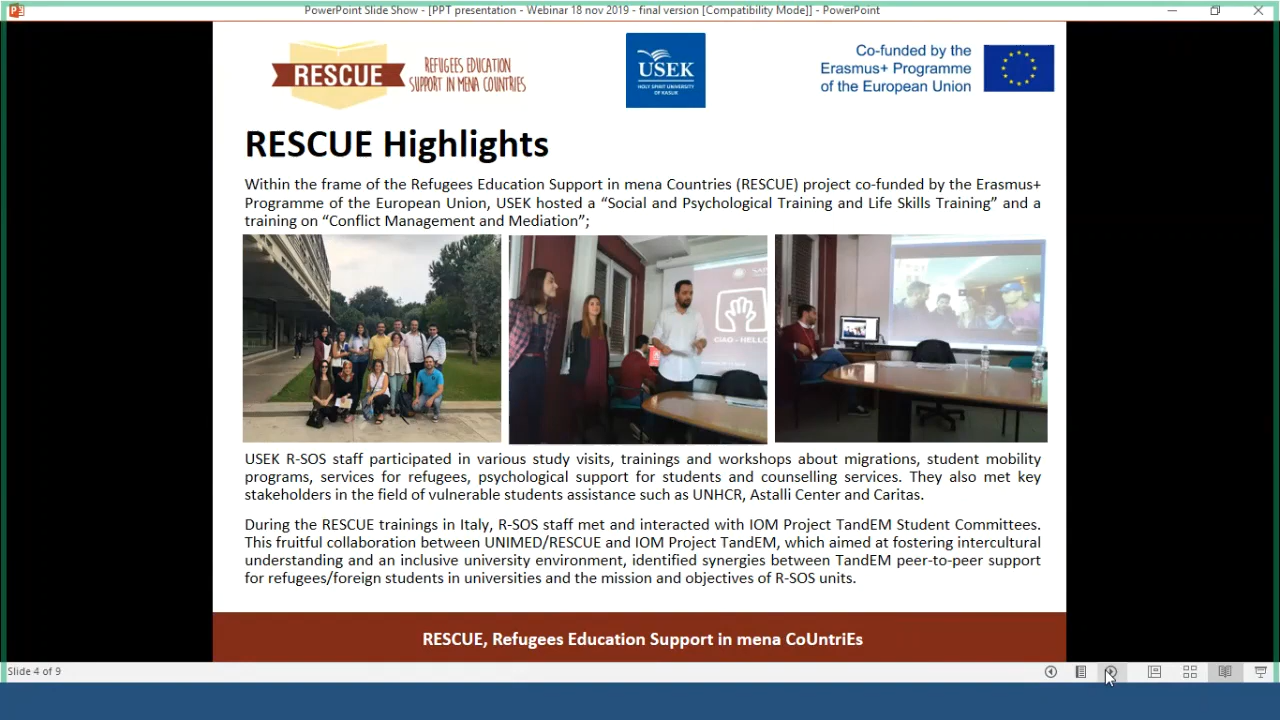 PowerPoint Slide Show - [PPT presentation - Webinar 18 nov 2019 - final version [Compatibility Mode]] - PowerPoint
RESCUE
REFUGEES EDUCATION
SUPPORT IN MENA COUNTRIES
USEK
HOLY SPIRIT UNIVERSITY
OF KASLIK
Co-funded by the
Erasmus+ Programme
of the European Union
RESCUE Highlights
Within the frame of the Refugees Education Support in mena Countries (RESCUE) project co-funded by the Erasmus+
Programme of the European Union, USEK hosted a “Social and Psychological Training and Life Skills Training” and a
training on “Conflict Management and Mediation”;
CIAO - HELLO
USEK R-SOS staff participated in various study visits, trainings and workshops about migrations, student mobility
programs, services for refugees, psychological support for students and counselling services. They also met key
stakeholders in the field of vulnerable students assistance such as UNHCR, Astalli Center and Caritas.
During the RESCUE trainings in Italy, R-SOS staff met and interacted with IOM Project TandEM Student Committees.
This fruitful collaboration between UNIMED/RESCUE and IOM Project TandEM, which aimed at fostering intercultural
understanding and an inclusive university environment, identified synergies between TandEM peer-to-peer support
for refugees/foreign students in universities and the mission and objectives of R-SOS units.
RESCUE, Refugees Education Support in mena CoUntriEs
Slide 4 of 9